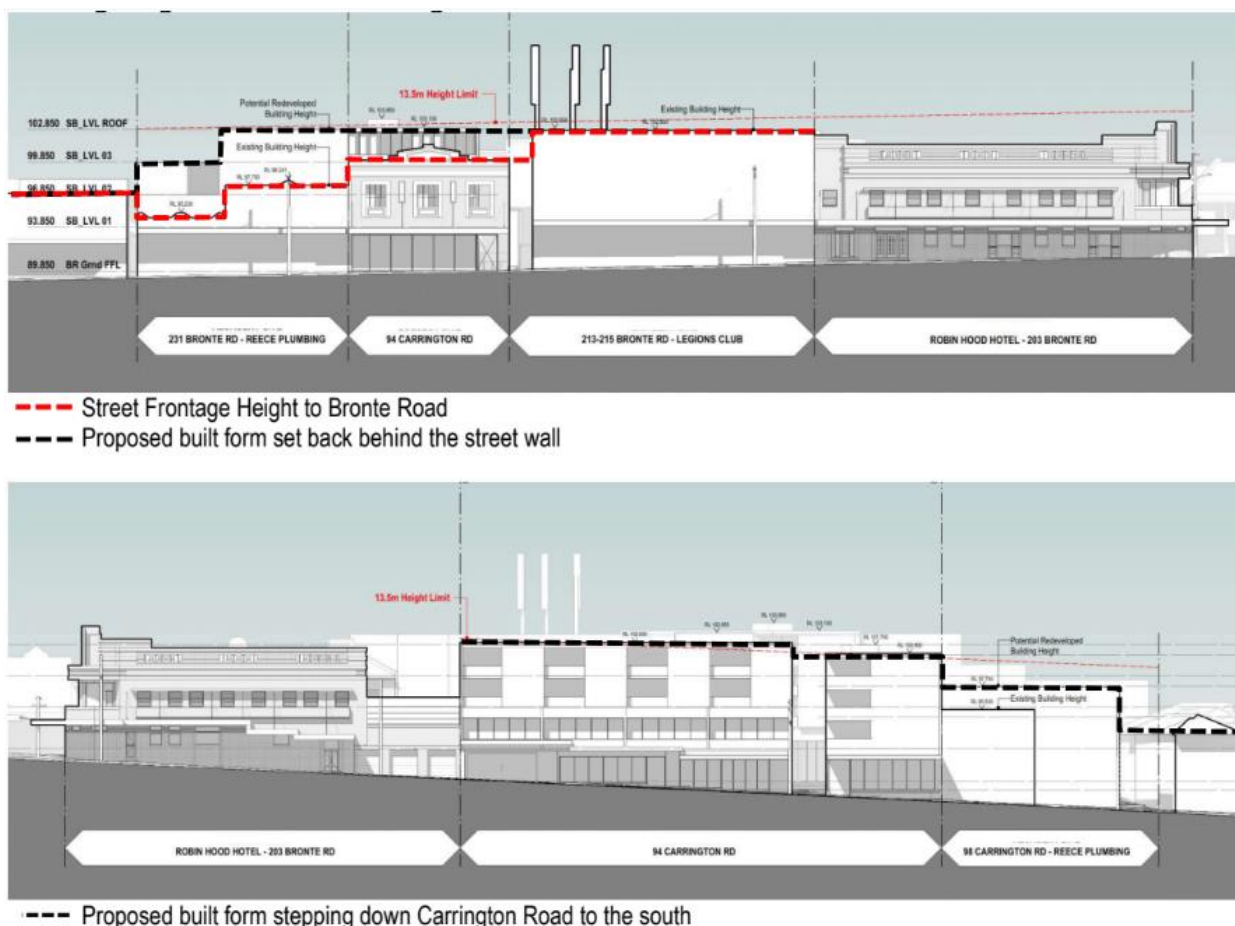 13.5m Height Limit
Potential Redeveloped
Building Height
Existing Building Height
Existing Building Height
102.850 SB_LVL ROOF
99.850 SB_LVL 03
96.850 SB_LVL 02
93.850 SB_LVL 01
89.850 BR Grnd FFL
231 BRONTE RD - REECE PLUMBING
94 CARRINGTON RD
213-215 BRONTE RD - LEGIONS CLUB
ROBIN HOOD HOTEL - 203 BRONTE RD
Street Frontage Height to Bronte Road
Proposed built form set back behind the street wall
13.5m Height Limit
Potential Redeveloped
Building Height
Existing Building Height
ROBIN HOOD HOTEL - 203 BRONTE RD
94 CARRINGTON RD
98 CARRINGTON RD - REECE PLUMBING
Proposed built form stepping down Carrington Road to the south